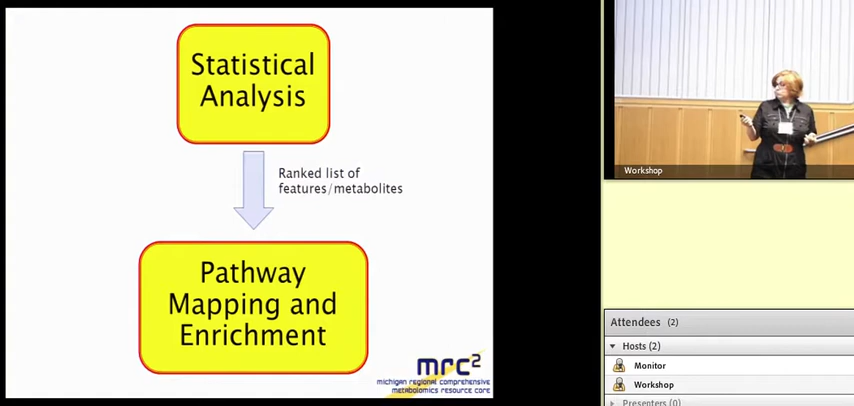 Statistical
Analysis
Ranked list of
features/metabolites
Pathway
Mapping and
Enrichment
mrc2
michigan regional comprehensive
metabolomics resource core
Workshop
Attendees (2)
Hosts (2)
Monitor
Workshop
Presenters (0)